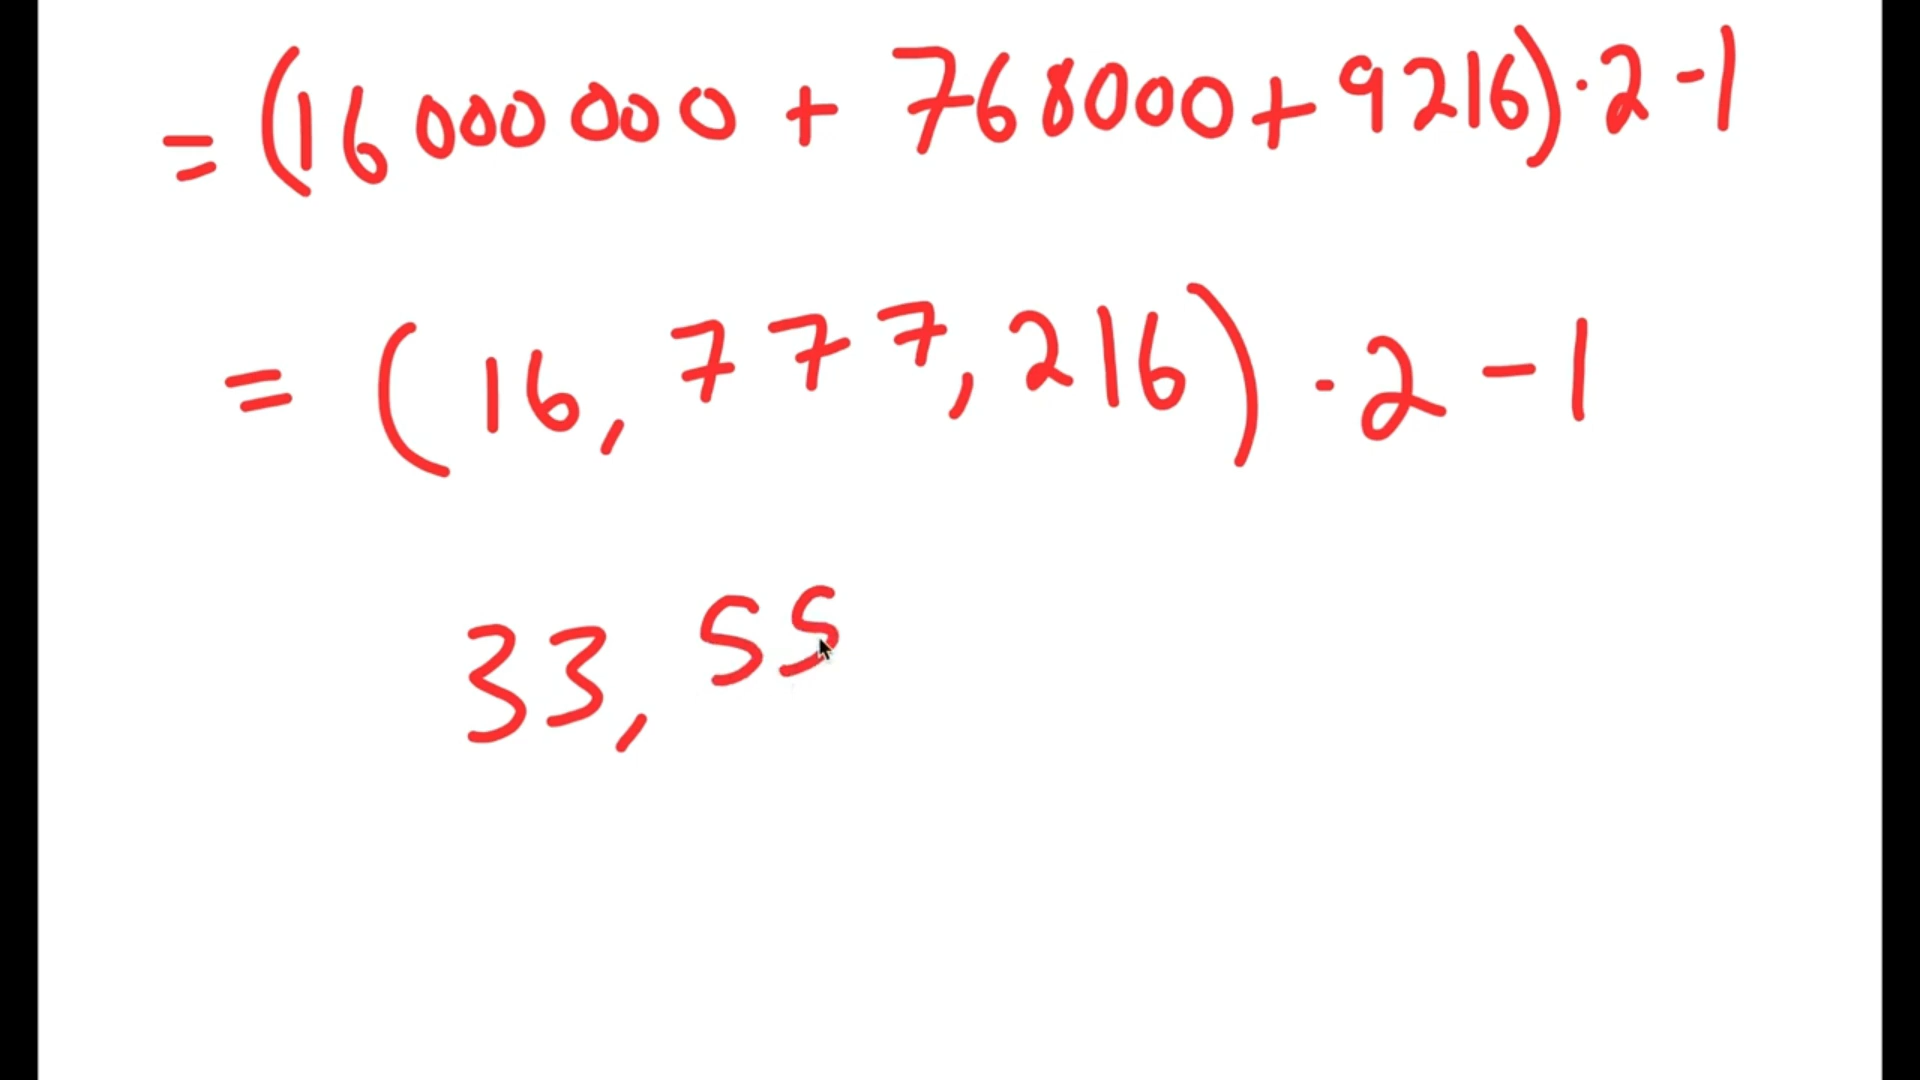 = (16000000 + 768000 + 9216) · 2 - 1
= (16,777,216) · 2 - 1
33,55